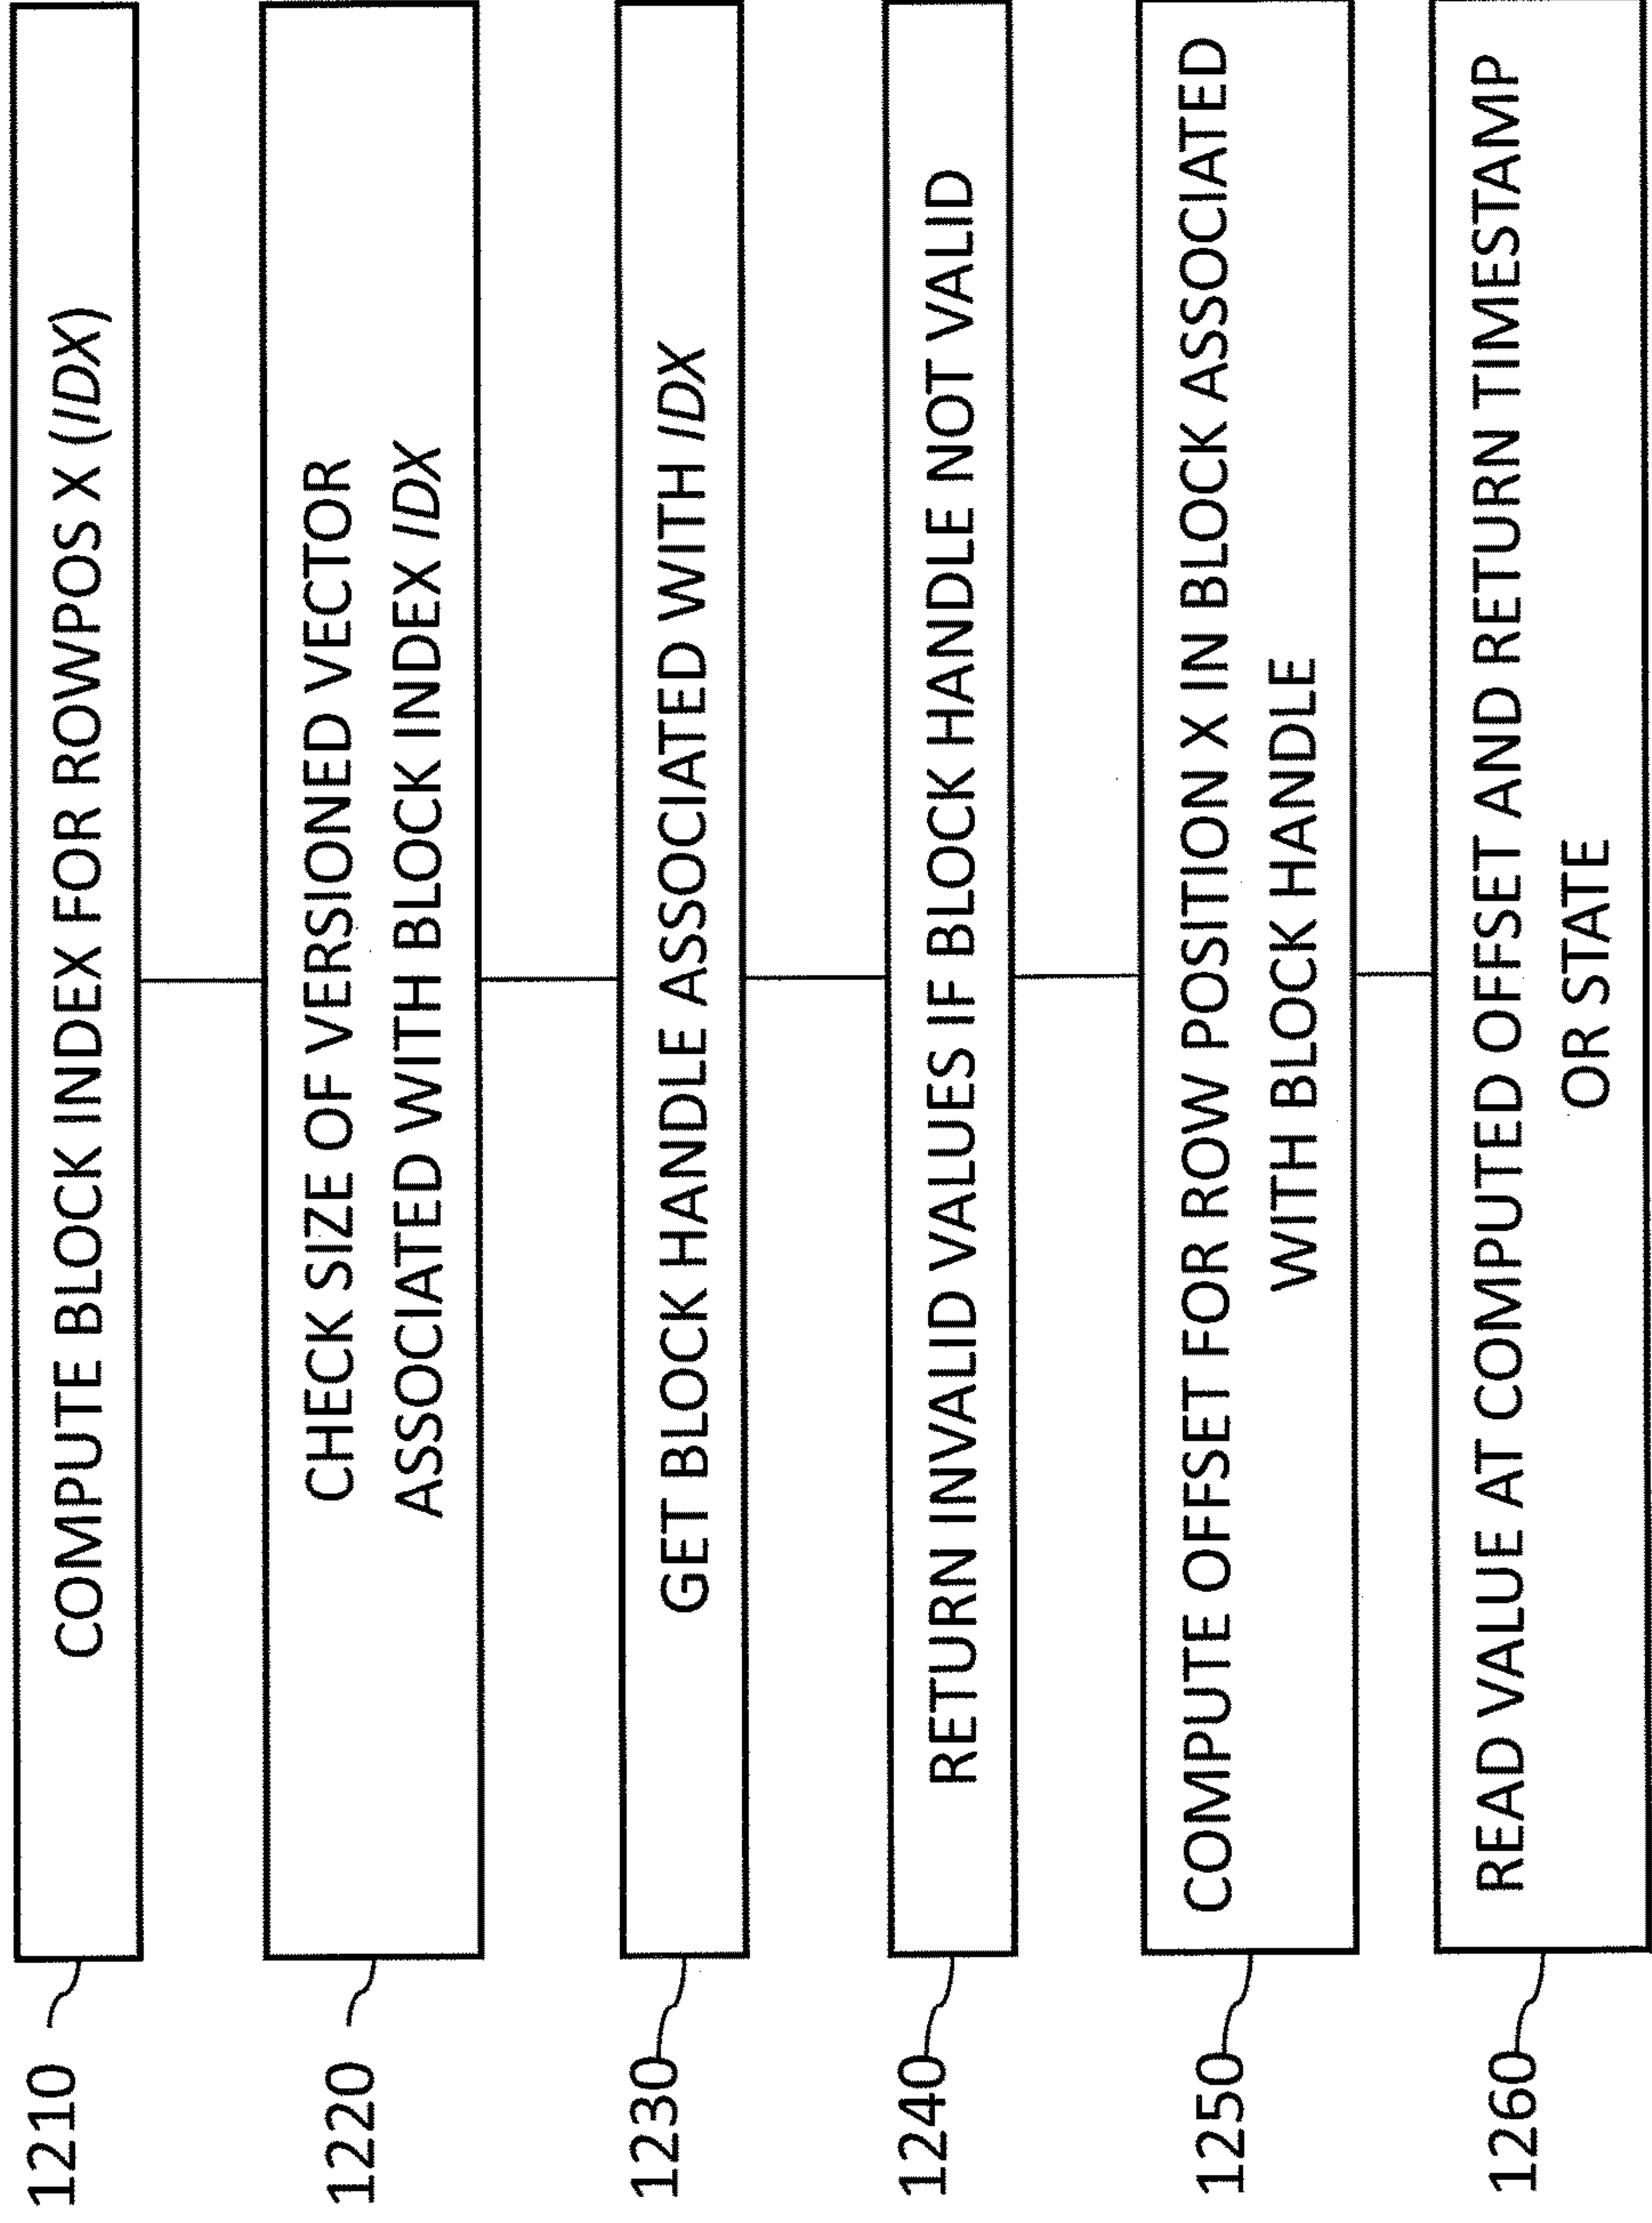 1210
COMPUTE BLOCK INDEX FOR ROWPOS X (IDX)
1220
CHECK SIZE OF VERSIONED VECTOR
ASSOCIATED WITH BLOCK INDEX IDX
1230
GET BLOCK HANDLE ASSOCIATED WITH IDX
1240
RETURN INVALID VALUES IF BLOCK HANDLE NOT VALID
1250
COMPUTE OFFSET FOR ROW POSITION X IN BLOCK ASSOCIATED
WITH BLOCK HANDLE
1260
READ VALUE AT COMPUTED OFFSET AND RETURN TIMESTAMP
OR STATE